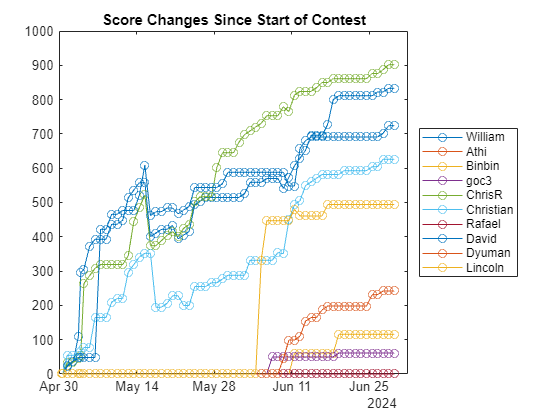 Score Changes Since Start of Contest
1000
900
800
700
600
500
400
300
200
100
0
Apr 30 May 14 May 28 Jun 11 Jun 25
2024
William
Athi
Binbin
goc3
ChrisR
Christian
Rafael
David
Dyuman
Lincoln